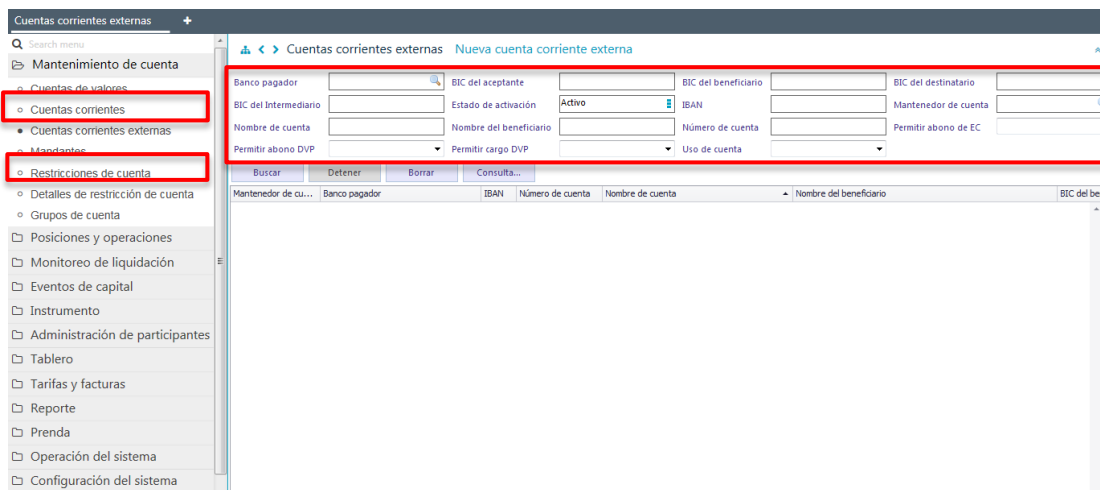 Cuentas corrientes externas +
Search menu
Mantenimiento de cuenta
Cuentas de valores
Cuentas corrientes
Cuentas corrientes externas
Mandantes
Restricciones de cuenta
Detalles de restricción de cuenta
Grupos de cuenta
Posiciones y operaciones
Monitoreo de liquidación
Eventos de capital
Instrumento
Administración de participantes
Tablero
Tarifas y facturas
Reporte
Prenda
Operación del sistema
Configuración del sistema
Cuentas corrientes externas Nueva cuenta corriente externa
Banco pagador BIC del aceptante BIC del beneficiario BIC del destinatario
BIC del Intermediario Estado de activación Activo IBAN Mantenedor de cuenta
Nombre de cuenta Nombre del beneficiario Número de cuenta Permitir abono de EC
Permitir abono DVP Permitir cargo DVP Uso de cuenta
Buscar Detener Borrar Consulta...
Mantenedor de cu... Banco pagador IBAN Número de cuenta Nombre de cuenta Nombre del beneficiario BIC del be